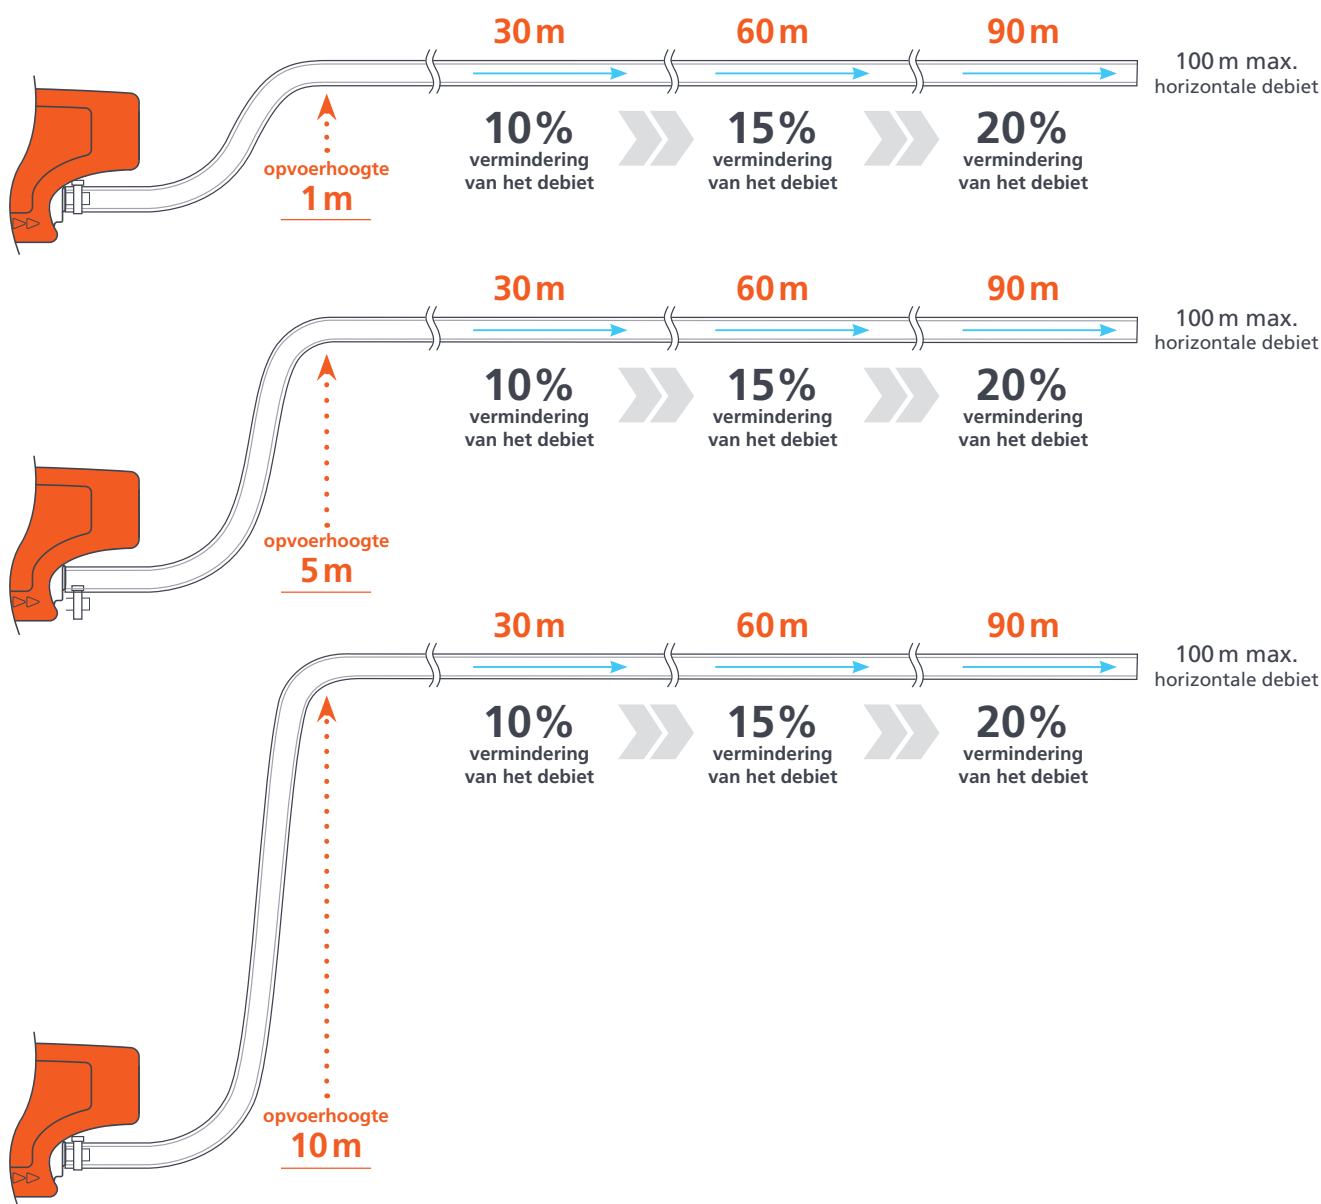 30 m 60 m 90 m
100 m max.
horizontale debiet
10% 15% 20%
vermindering vermindering vermindering
van het debiet van het debiet van het debiet
opvoerhoogte
1 m
30 m 60 m 90 m
100 m max.
horizontale debiet
10% 15% 20%
vermindering vermindering vermindering
van het debiet van het debiet van het debiet
opvoerhoogte
5 m
30 m 60 m 90 m
100 m max.
horizontale debiet
10% 15% 20%
vermindering vermindering vermindering
van het debiet van het debiet van het debiet
opvoerhoogte
10 m